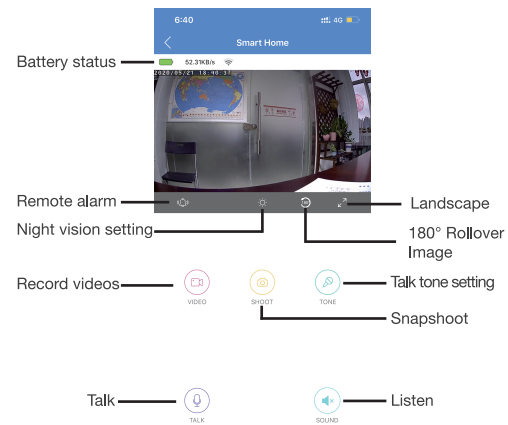 6:40
4G
Smart Home
Battery status
52.31KB/s
2020/05/21 18:40:37
Remote alarm
Landscape
Night vision setting
180° Rollover
Image
Record videos
Talk tone setting
VIDEO
SHOOT
TONE
Snapshoot
Talk
Listen
TALK
SOUND